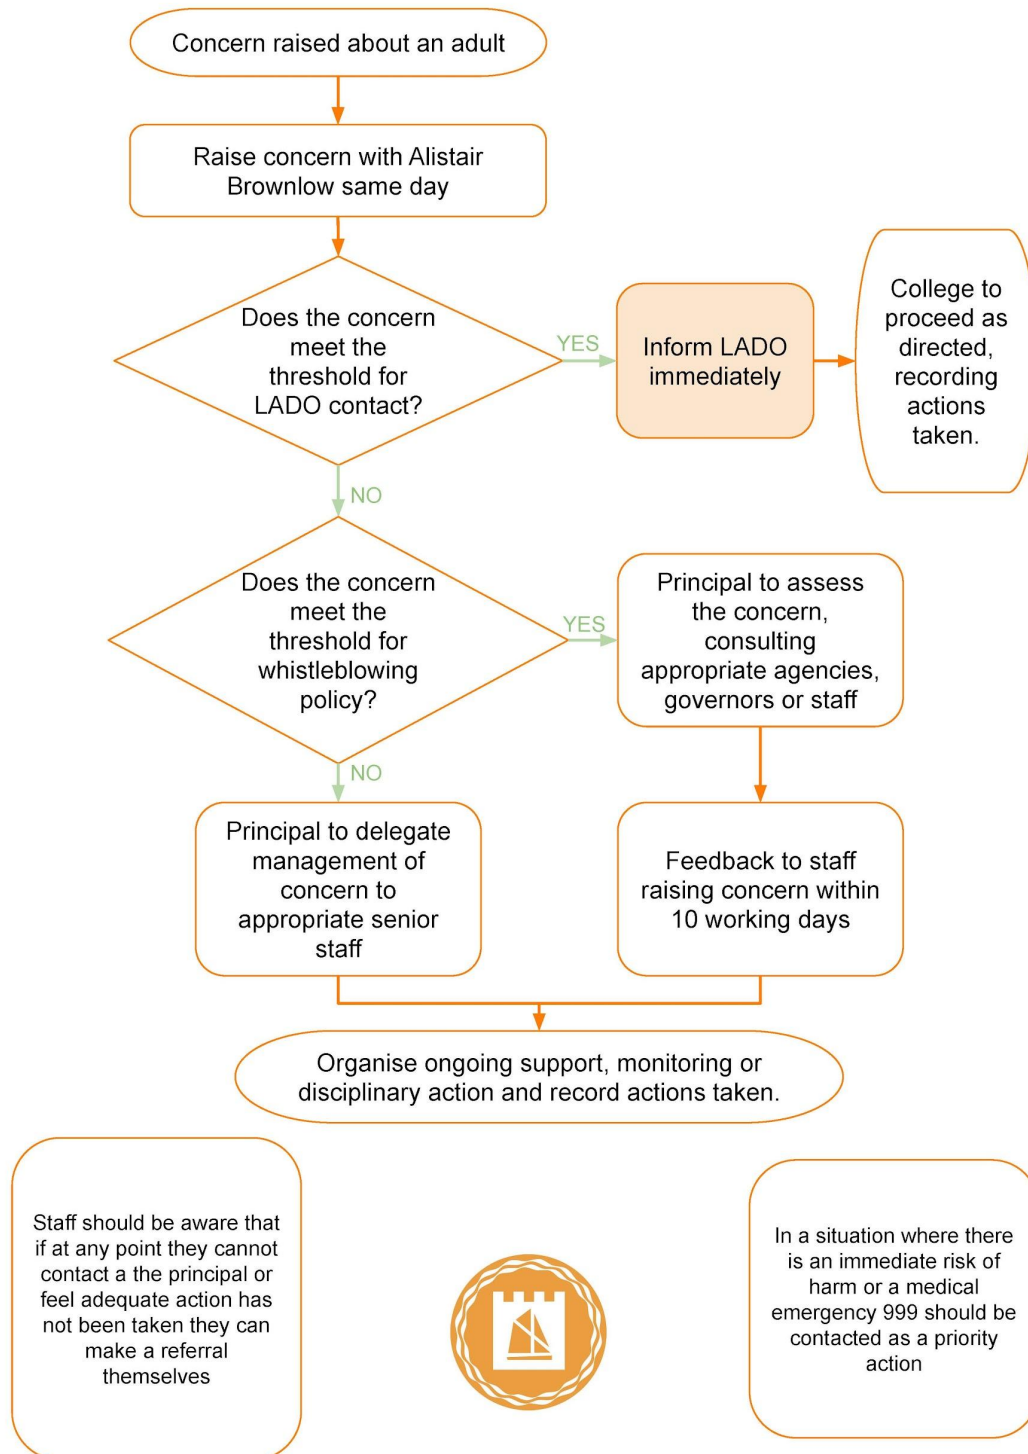 Concern raised about an adult
Raise concern with Alistair
Brownlow same day
Does the concern
meet the
threshold for
LADO contact?
YES
Inform LADO
immediately
College to
proceed as
directed,
recording
actions
taken.
NO
Does the concern
meet the
threshold for
whistleblowing
policy?
YES
Principal to assess
the concern,
consulting
appropriate agencies,
governors or staff
NO
Principal to delegate
management of
concern to
appropriate senior
staff
Feedback to staff
raising concern within
10 working days
Organise ongoing support, monitoring or
disciplinary action and record actions taken.
Staff should be aware that
if at any point they cannot
contact a the principal or
feel adequate action has
not been taken they can
make a referral
themselves
In a situation where there
is an immediate risk of
harm or a medical
emergency 999 should be
contacted as a priority
action